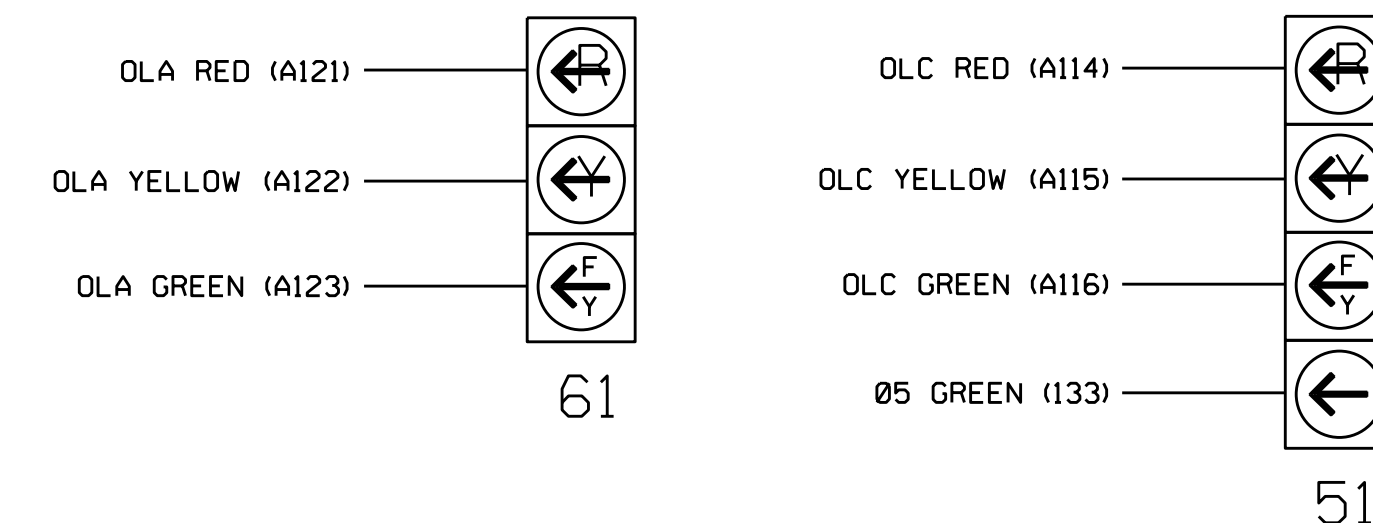 OLA RED (A121)
R
OLA YELLOW (A122)
Y
OLA GREEN (A123)
F
Y
61
OLC RED (A114)
R
OLC YELLOW (A115)
Y
OLC GREEN (A116)
F
Y
Ø5 GREEN (133)
51